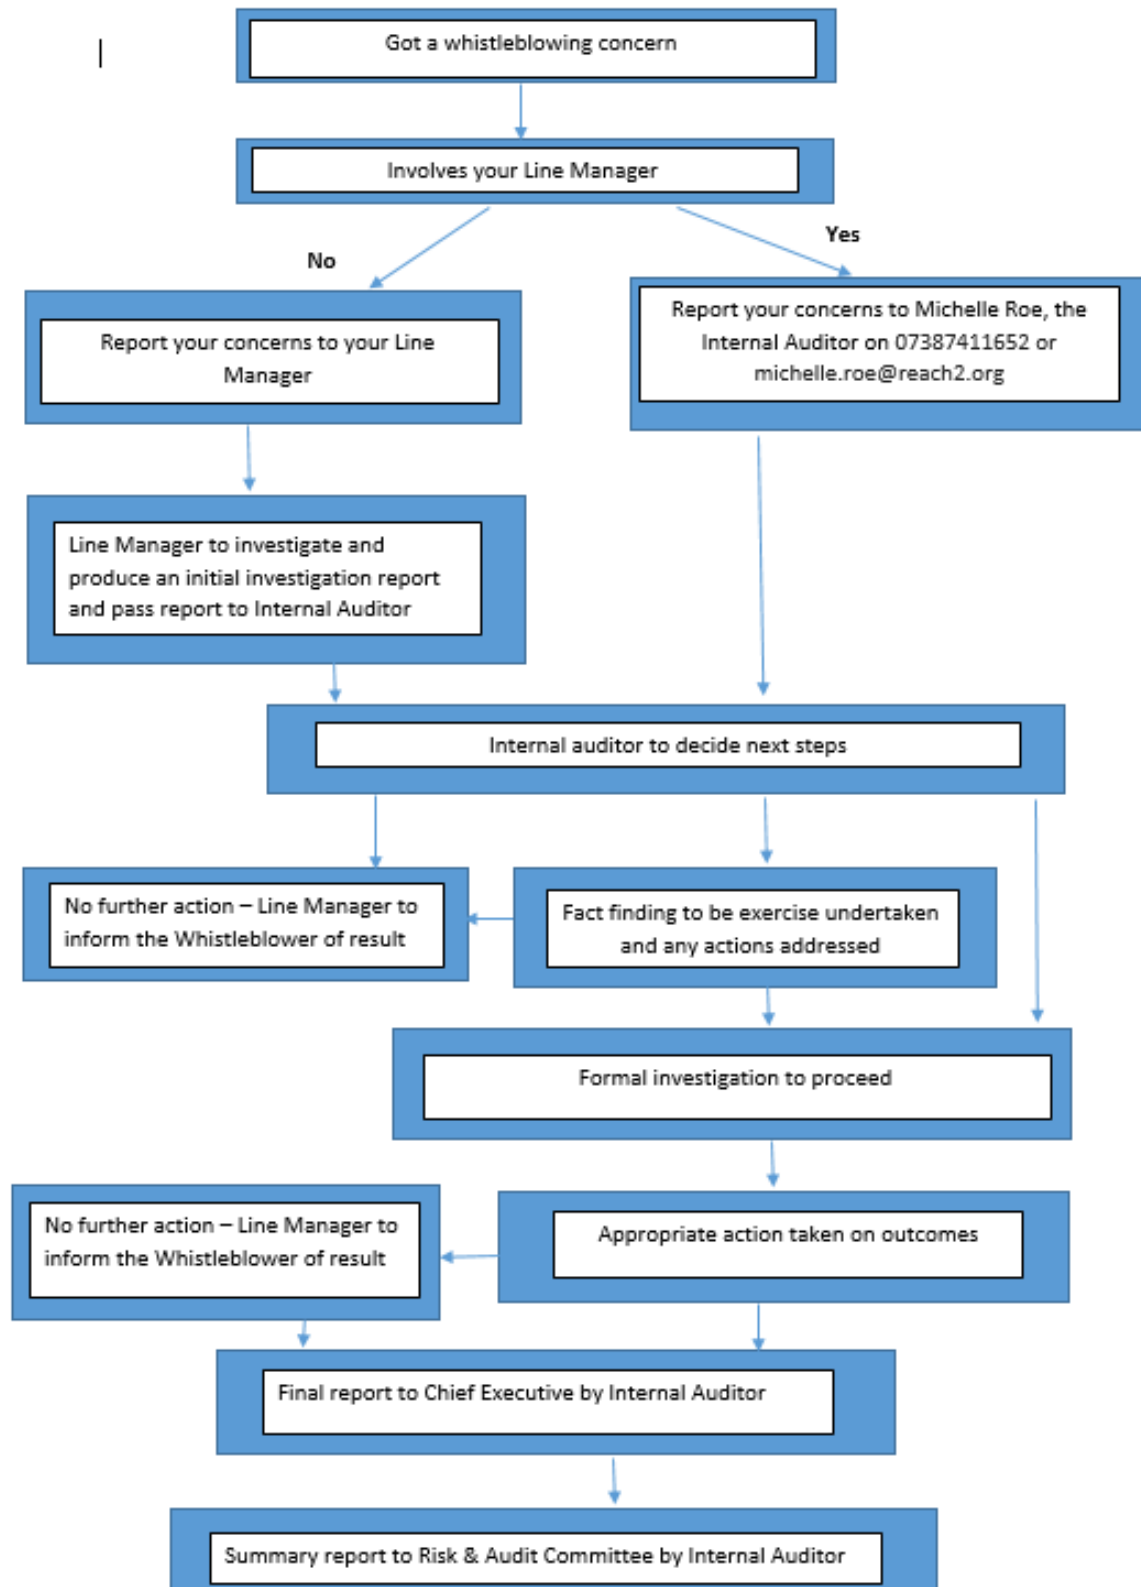 Got a whistleblowing concern
Involves your Line Manager
No
Yes
Report your concerns to your Line
Manager
Report your concerns to Michelle Roe, the
Internal Auditor on 07387411652 or
michelle.roe@reach2.org
Line Manager to investigate and
produce an initial investigation report
and pass report to Internal Auditor
Internal auditor to decide next steps
No further action – Line Manager to
inform the Whistleblower of result
Fact finding to be exercise undertaken
and any actions addressed
Formal investigation to proceed
No further action – Line Manager to
inform the Whistleblower of result
Appropriate action taken on outcomes
Final report to Chief Executive by Internal Auditor
Summary report to Risk & Audit Committee by Internal Auditor